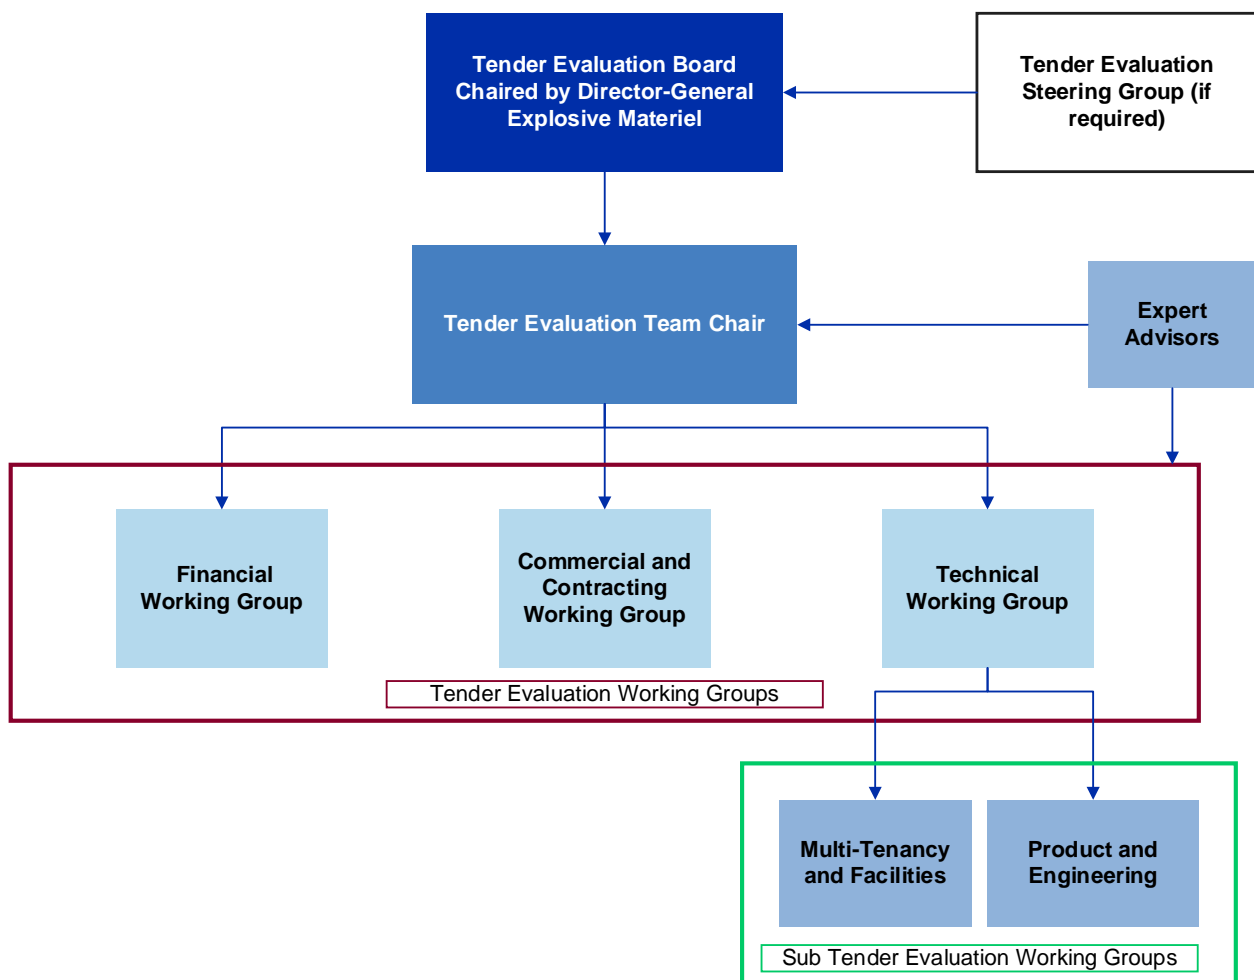 Tender Evaluation Board
Chaired by Director-General
Explosive Materiel
Tender Evaluation
Steering Group (if
required)
Tender Evaluation Team Chair
Expert
Advisors
Financial
Working Group
Commercial and
Contracting
Working Group
Technical
Working Group
Tender Evaluation Working Groups
Multi-Tenancy
and Facilities
Product and
Engineering
Sub Tender Evaluation Working Groups